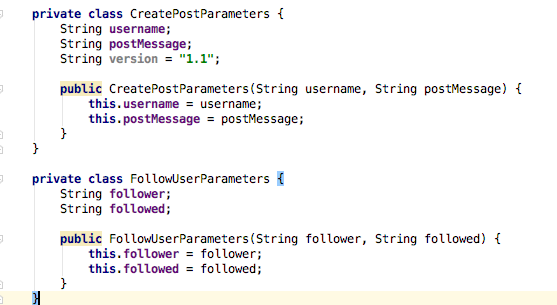 private class CreatePostParameters {
    String username;
    String postMessage;
    String version = "1.1";
    public CreatePostParameters(String username, String postMessage) {
        this.username = username;
        this.postMessage = postMessage;
    }
}
private class FollowUserParameters {
    String follower;
    String followed;
    public FollowUserParameters(String follower, String followed) {
        this.follower = follower;
        this.followed = followed;
    }
}